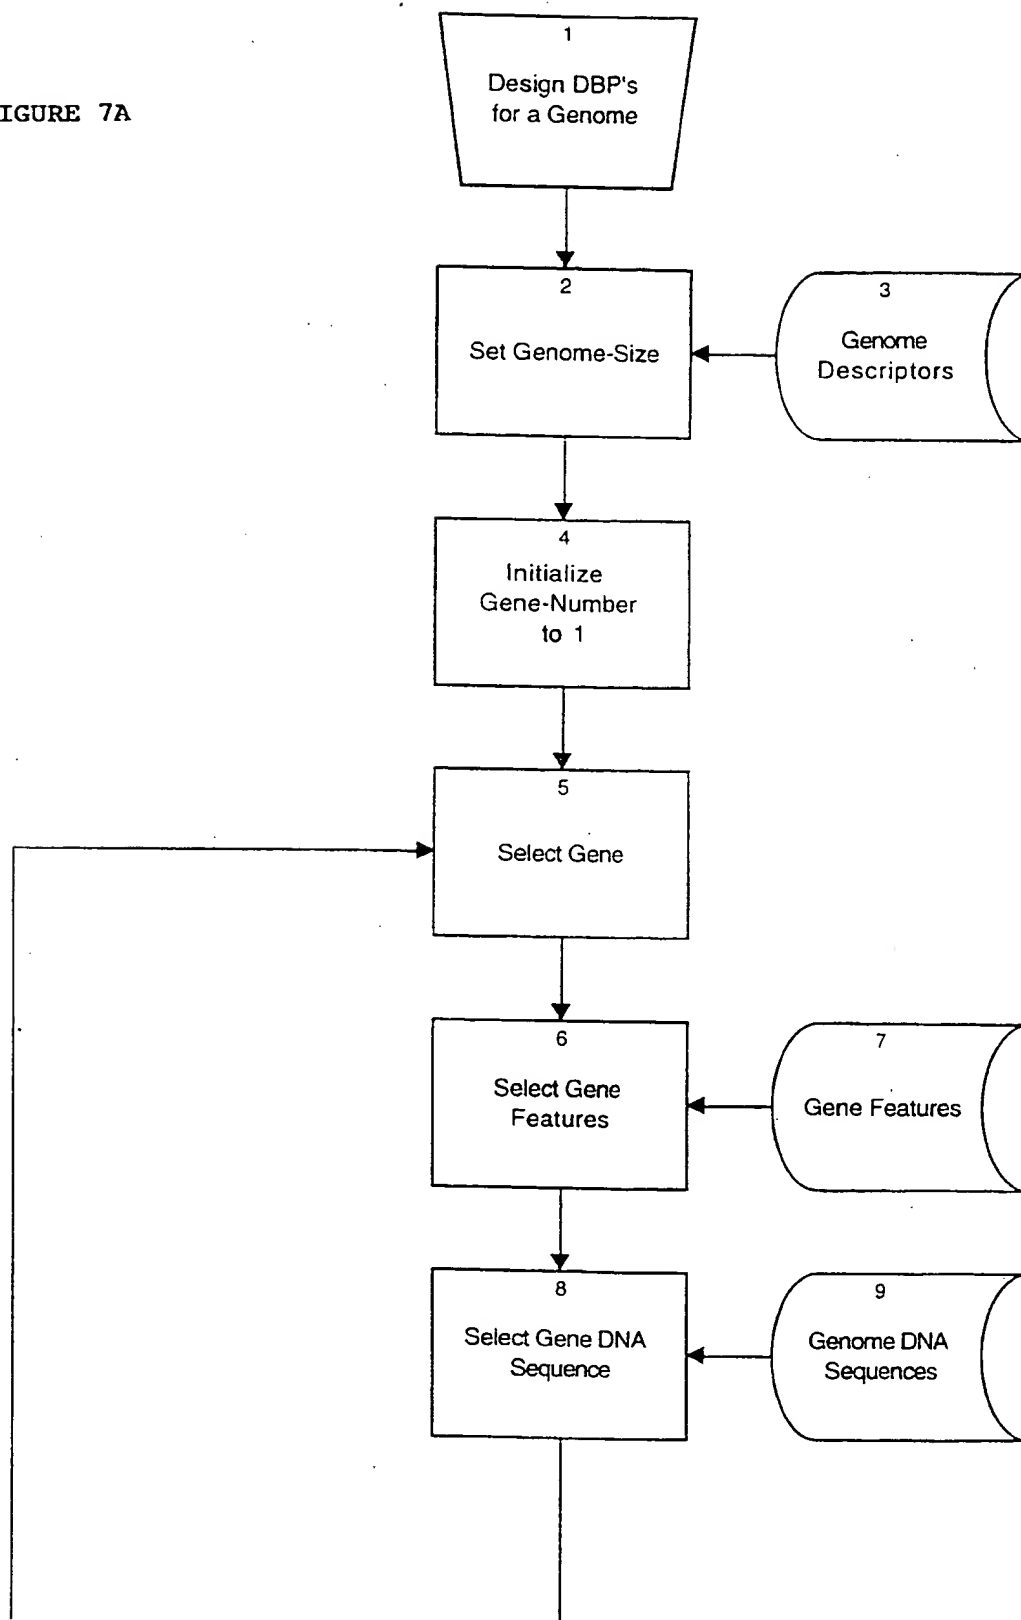 IGURE 7A
1
Design DBP's
for a Genome
2
Set Genome-Size
3
Genome
Descriptors
4
Initialize
Gene-Number
to 1
5
Select Gene
6
Select Gene
Features
7
Gene Features
8
Select Gene DNA
Sequence
9
Genome DNA
Sequences